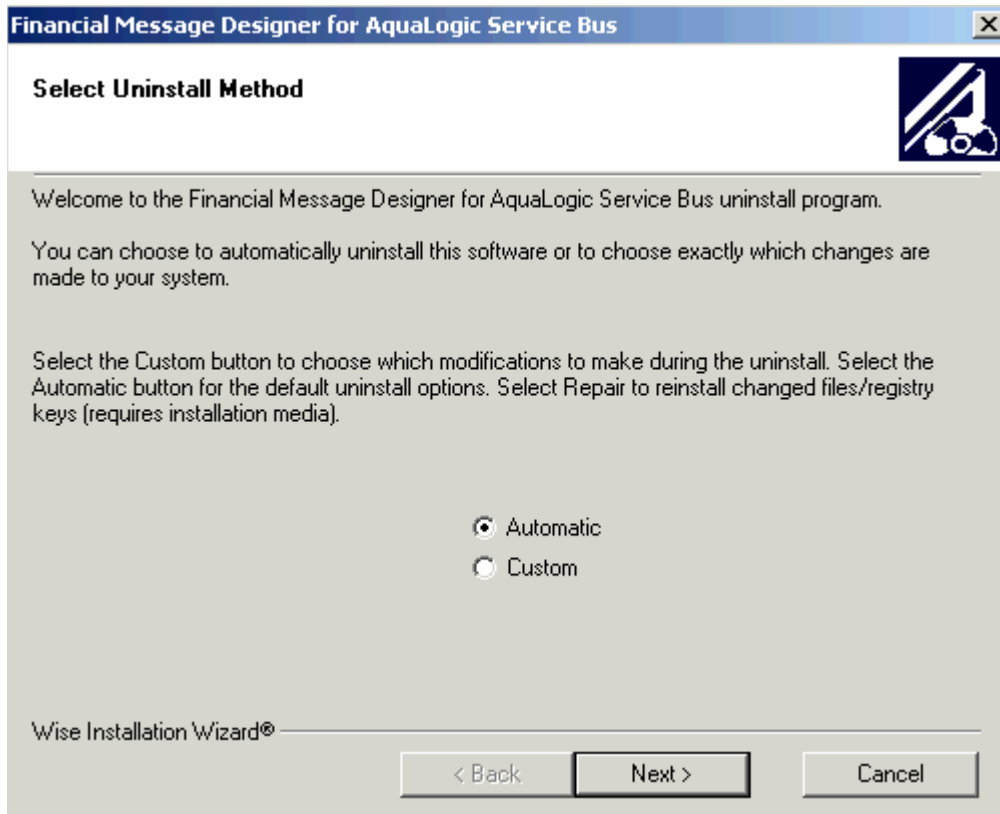 Financial Message Designer for AquaLogic Service Bus
Select Uninstall Method
Welcome to the Financial Message Designer for AquaLogic Service Bus uninstall program.
You can choose to automatically uninstall this software or to choose exactly which changes are
made to your system.
Select the Custom button to choose which modifications to make during the uninstall. Select the
Automatic button for the default uninstall options. Select Repair to reinstall changed files/registry
keys (requires installation media).
Automatic
Custom
Wise Installation Wizard®
< Back
Next >
Cancel